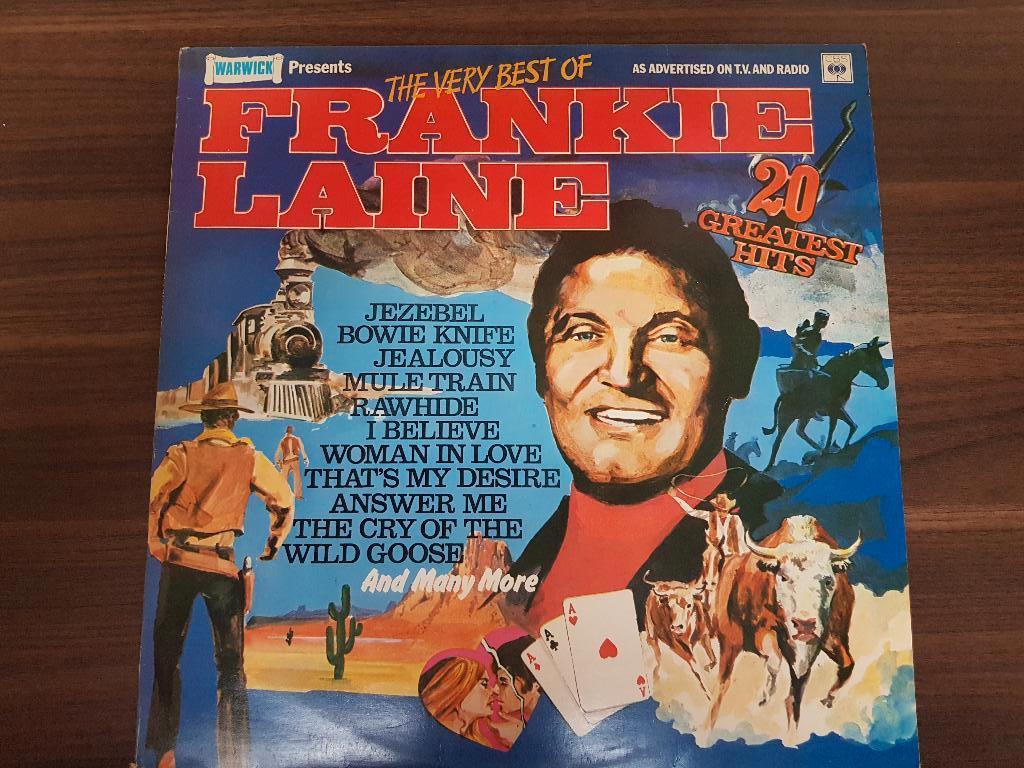 WARWICK Presents
THE VERY BEST OF
AS ADVERTISED ON T.V. AND RADIO
CBS
FRANKIE
LAINE
20
GREATEST
HITS
JEZEBEL
BOWIE KNIFE
JEALOUSY
MULE TRAIN
RAWHIDE
I BELIEVE
WOMAN IN LOVE
THAT'S MY DESIRE
ANSWER ME
THE CRY OF THE
WILD GOOSE
And Many More
A
A
A
A